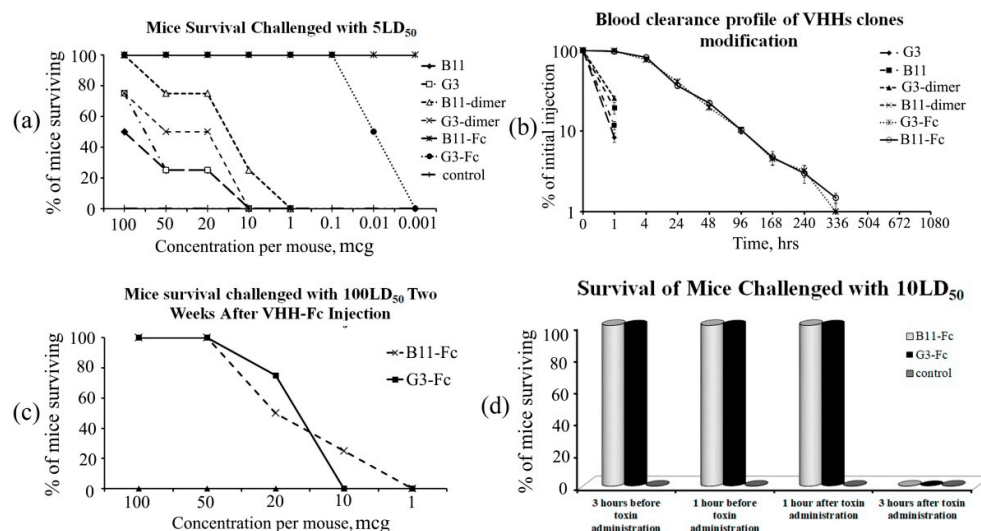 Mice Survival Challenged with 5LD50
100
80
60
40
20
0
% of mice surviving
100 50 20 10 1 0.1 0.01 0.001
Concentration per mouse, mcg
B11
G3
B11-dimer
G3-dimer
B11-Fc
G3-Fc
control
(a)
Blood clearance profile of VHHs clones
modification
100
10
1
% of initial injection
0 1 4 24 48 96 168 240 336 504 672 1080
Time, hrs
G3
B11
G3-dimer
B11-dimer
G3-Fc
B11-Fc
(b)
Mice survival challenged with 100LD50 Two
Weeks After VHH-Fc Injection
100
80
60
40
20
0
% of mice surviving
100 50 20 10 1
Concentration per mouse, mcg
B11-Fc
G3-Fc
(c)
Survival of Mice Challenged with 10LD50
100
80
60
40
20
0
% of mice surviving
B11-Fc
G3-Fc
control
(d)
3 hours before 1 hour before toxin 1 hour after toxin 3 hours after toxin
toxin administration administration administration
administration